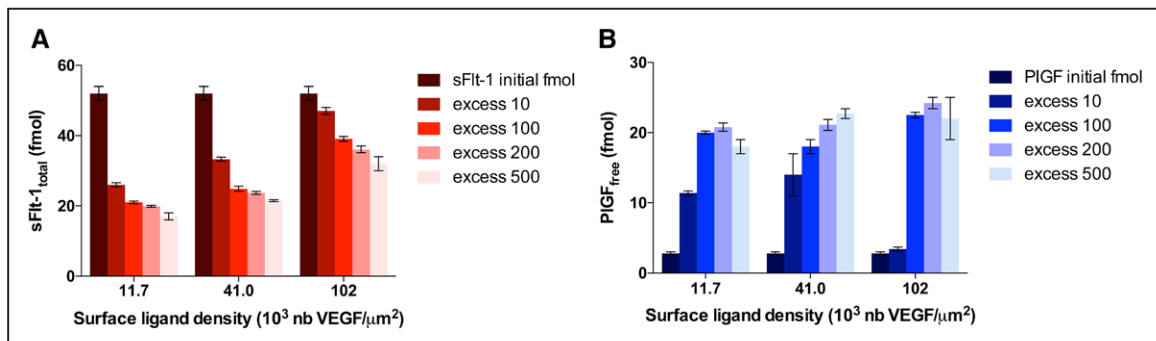 A
60
40
20
0
sFlt-1total (fmol)
11.7
41.0
102
Surface ligand density (10³ nb VEGF/µm²)
sFlt-1 initial fmol
excess 10
excess 100
excess 200
excess 500
B
30
20
10
0
PlGFfree (fmol)
11.7
41.0
102
Surface ligand density (10³ nb VEGF/µm²)
PlGF initial fmol
excess 10
excess 100
excess 200
excess 500